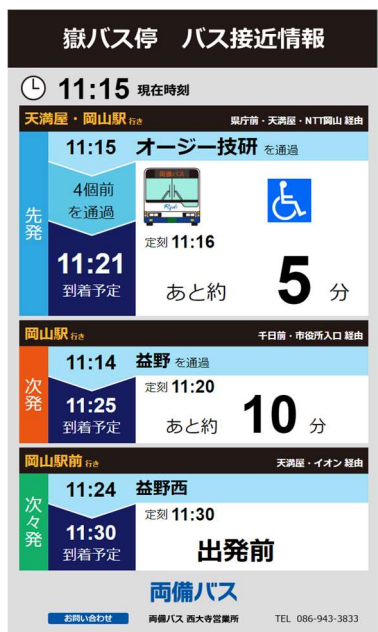 嶽バス停　バス接近情報
11:15 現在時刻
天満屋・岡山駅 行き 県庁前・天満屋・NTT岡山 経由
先発
11:15 オージー技研 を通過
4個前
を通過
両備バス
定刻 11:16
11:21
到着予定
あと約 5 分
岡山駅 行き 千日前・市役所入口 経由
次発
11:14 益野 を通過
定刻 11:20
11:25
到着予定
あと約 10 分
岡山駅前 行き 天満屋・イオン 経由
次々発
11:24 益野西
定刻 11:30
11:30
到着予定
出発前
両備バス
お問い合わせ 両備バス 西大寺営業所 TEL 086-943-3833